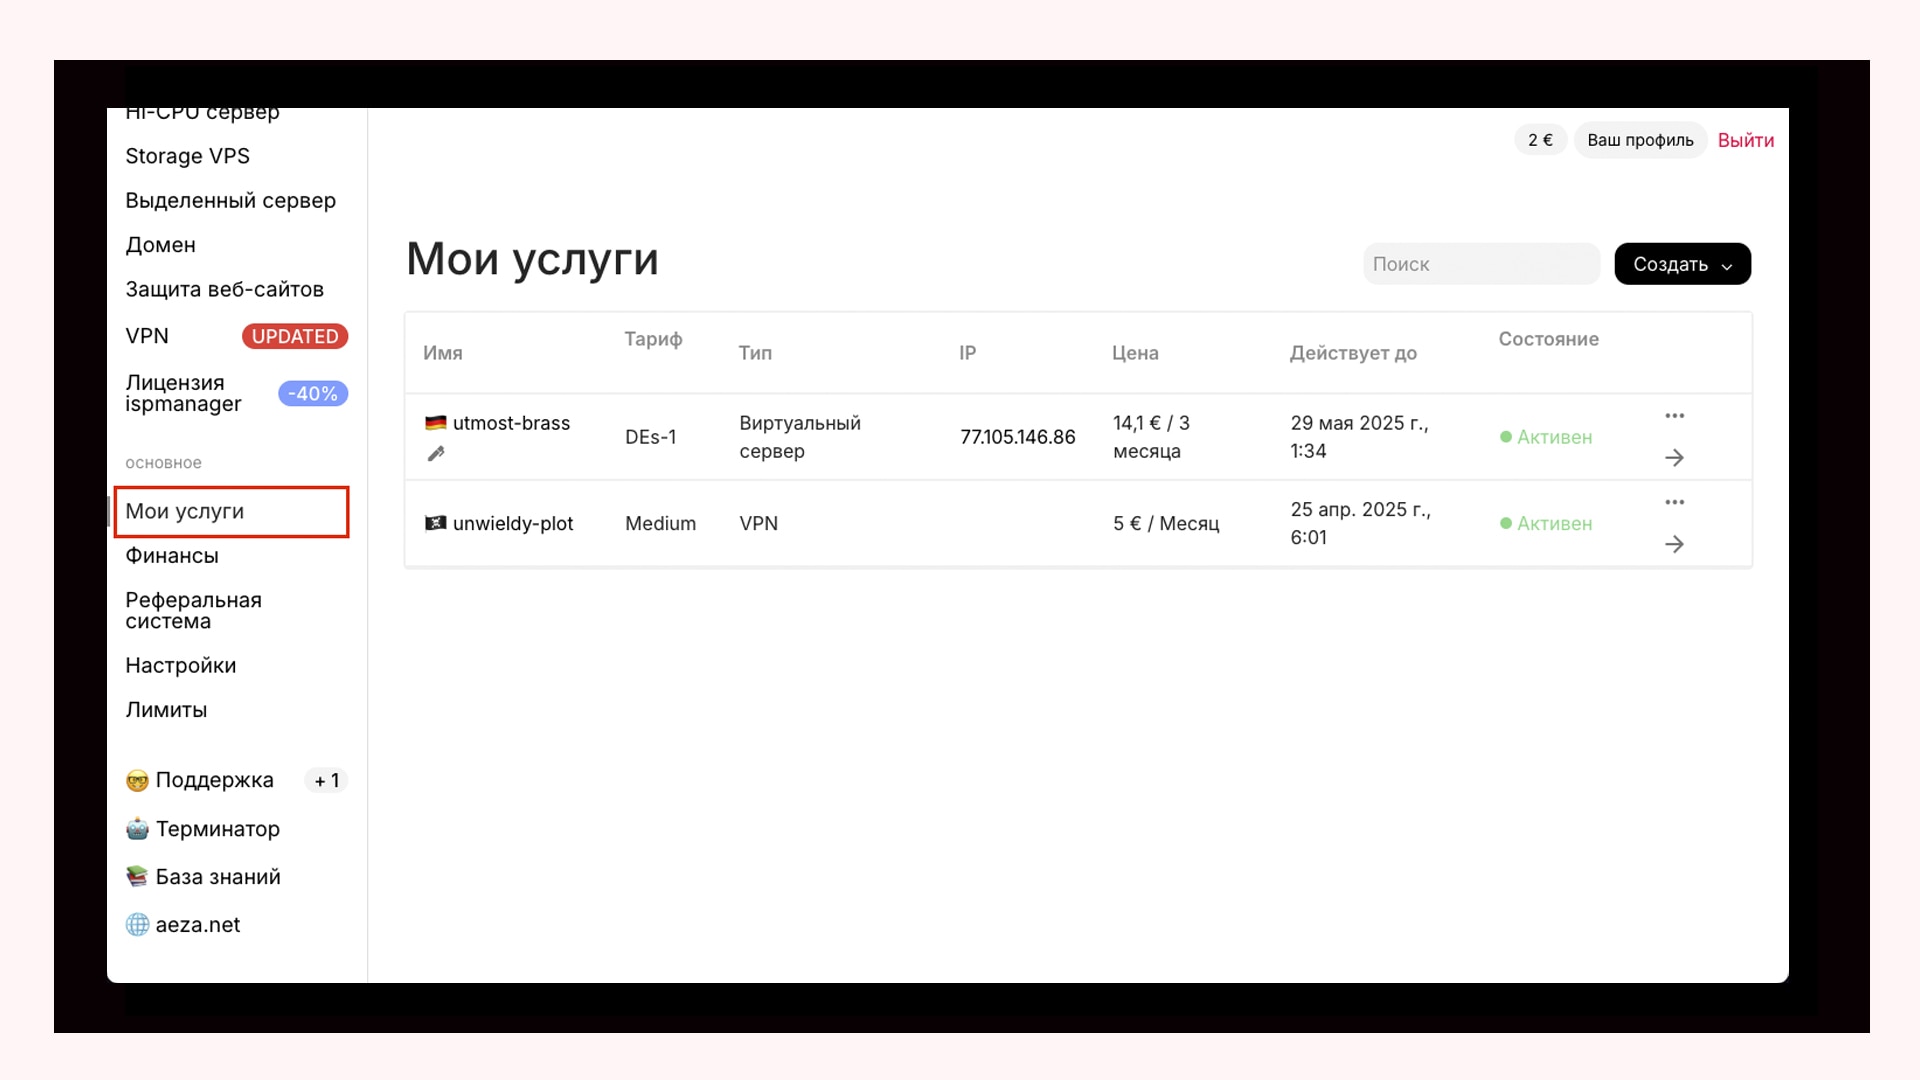 Hi-CPU сервер
Storage VPS
Выделенный сервер
Домен
Защита веб-сайтов
VPN UPDATED
Лицензия
ispmanager -40%
основное
Мои услуги
Финансы
Реферальная
система
Настройки
Лимиты
Поддержка + 1
Терминатор
База знаний
aeza.net
2 € Ваш профиль Выйти
Мои услуги
Поиск Создать
Имя Тариф Тип IP Цена Действует до Состояние
utmost-brass DEs-1 Виртуальный
сервер 77.105.146.86 14,1 € / 3
месяца 29 мая 2025 г.,
1:34 Активен
unwieldy-plot Medium VPN 5 € / Месяц 25 апр. 2025 г.,
6:01 Активен